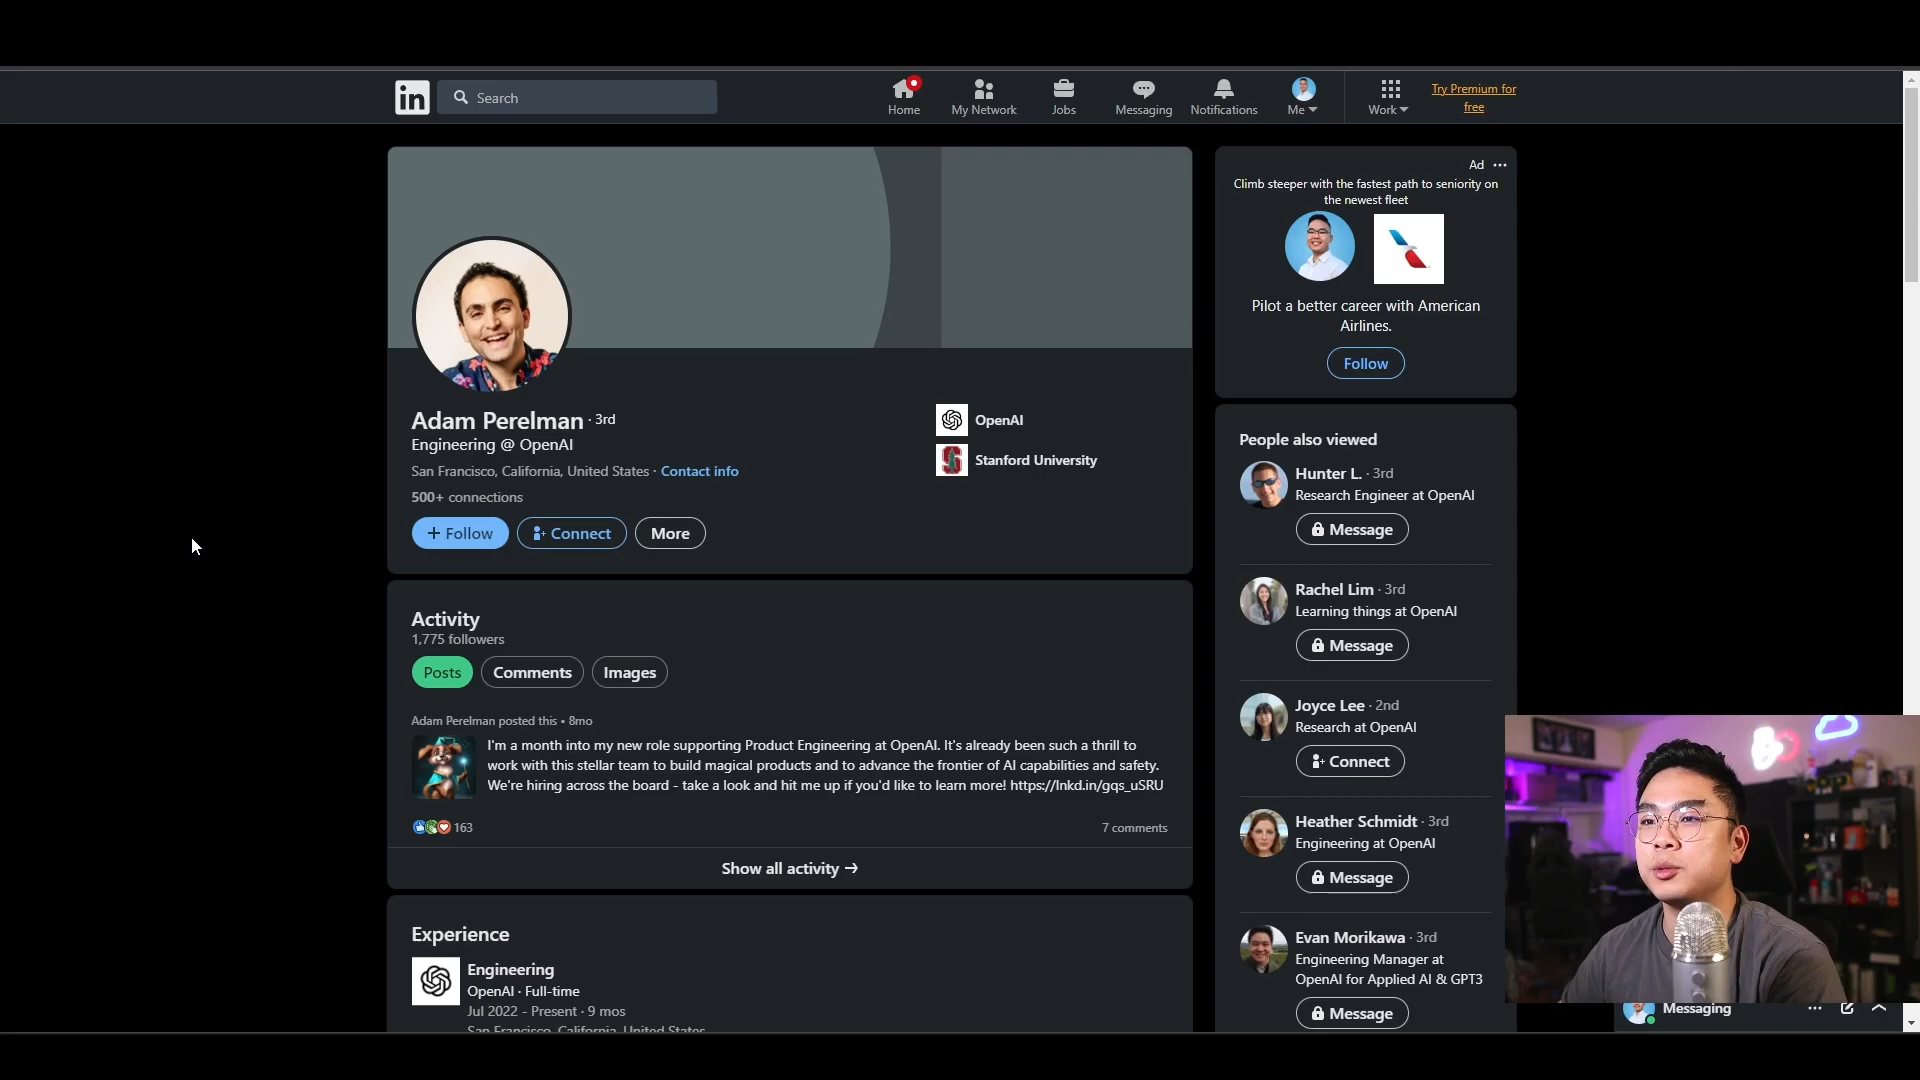 in
Search
Home
My Network
Jobs
Messaging
Notifications
Me
Work
Try Premium for
free
Adam Perelman · 3rd
Engineering @ OpenAI
San Francisco, California, United States · Contact info
500+ connections
+ Follow
Connect
More
OpenAI
Stanford University
Activity
1,775 followers
Posts
Comments
Images
Adam Perelman posted this • 8mo
I'm a month into my new role supporting Product Engineering at OpenAI. It's already been such a thrill to
work with this stellar team to build magical products and to advance the frontier of AI capabilities and safety.
We're hiring across the board - take a look and hit me up if you'd like to learn more! https://lnkd.in/gqs_uSRU
163
7 comments
Show all activity →
Experience
Engineering
OpenAI · Full-time
Jul 2022 - Present · 9 mos
San Francisco, California, United States
Ad
Climb steeper with the fastest path to seniority on
the newest fleet
Pilot a better career with American
Airlines.
Follow
People also viewed
Hunter L. · 3rd
Research Engineer at OpenAI
Message
Rachel Lim · 3rd
Learning things at OpenAI
Message
Joyce Lee · 2nd
Research at OpenAI
Connect
Heather Schmidt · 3rd
Engineering at OpenAI
Message
Evan Morikawa · 3rd
Engineering Manager at
OpenAI for Applied AI & GPT3
Message
Messaging